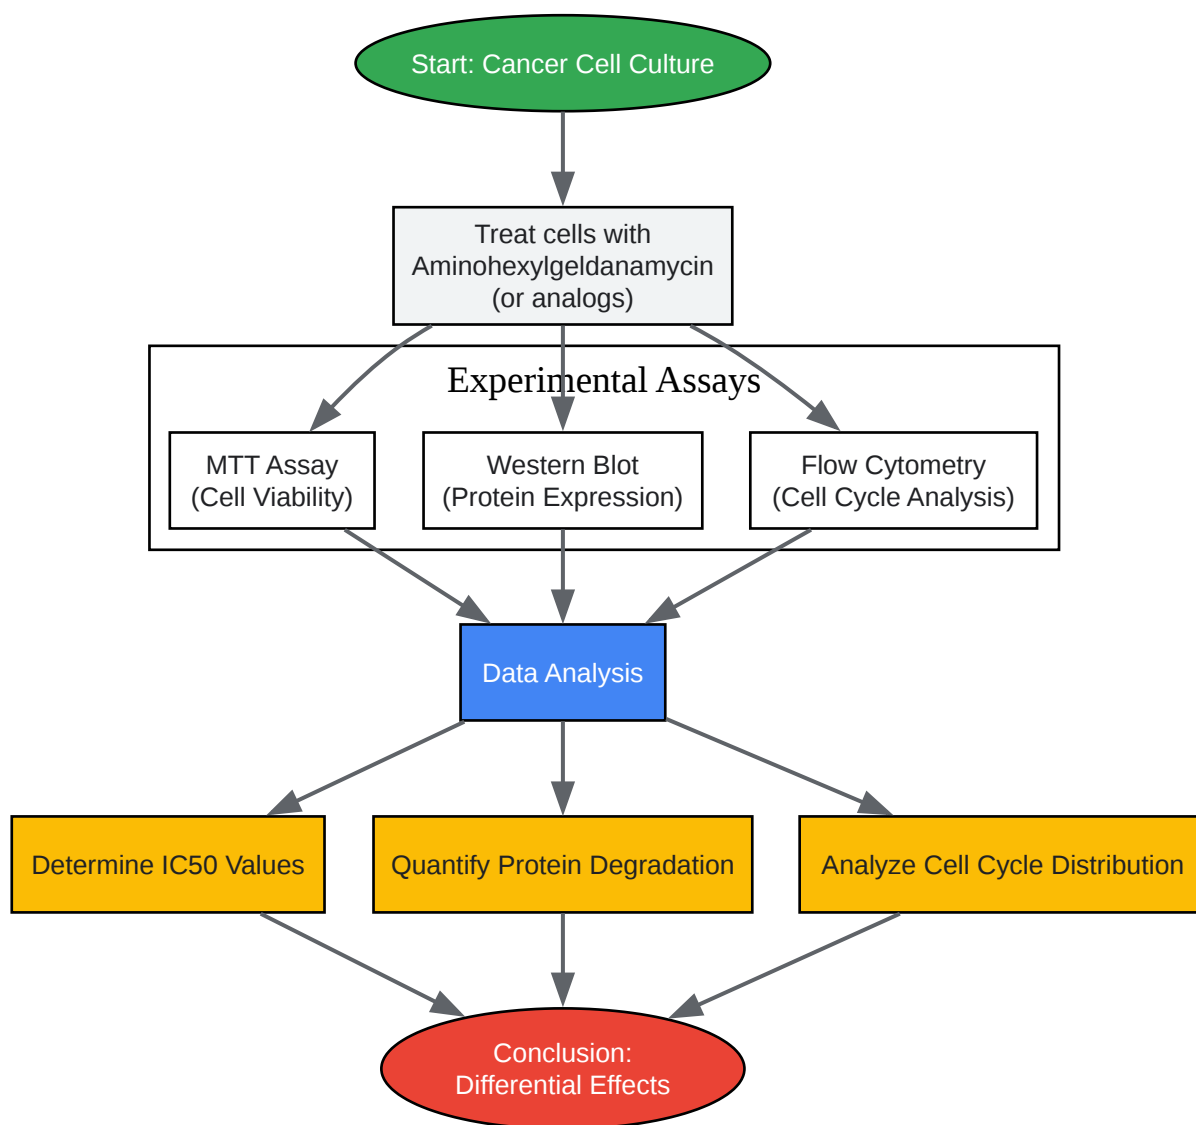 Start: Cancer Cell Culture
Treat cells with
Aminohexylgeldanamycin
(or analogs)
Experimental Assays
MTT Assay
(Cell Viability)
Western Blot
(Protein Expression)
Flow Cytometry
(Cell Cycle Analysis)
Data Analysis
Determine IC50 Values
Quantify Protein Degradation
Analyze Cell Cycle Distribution
Conclusion:
Differential Effects